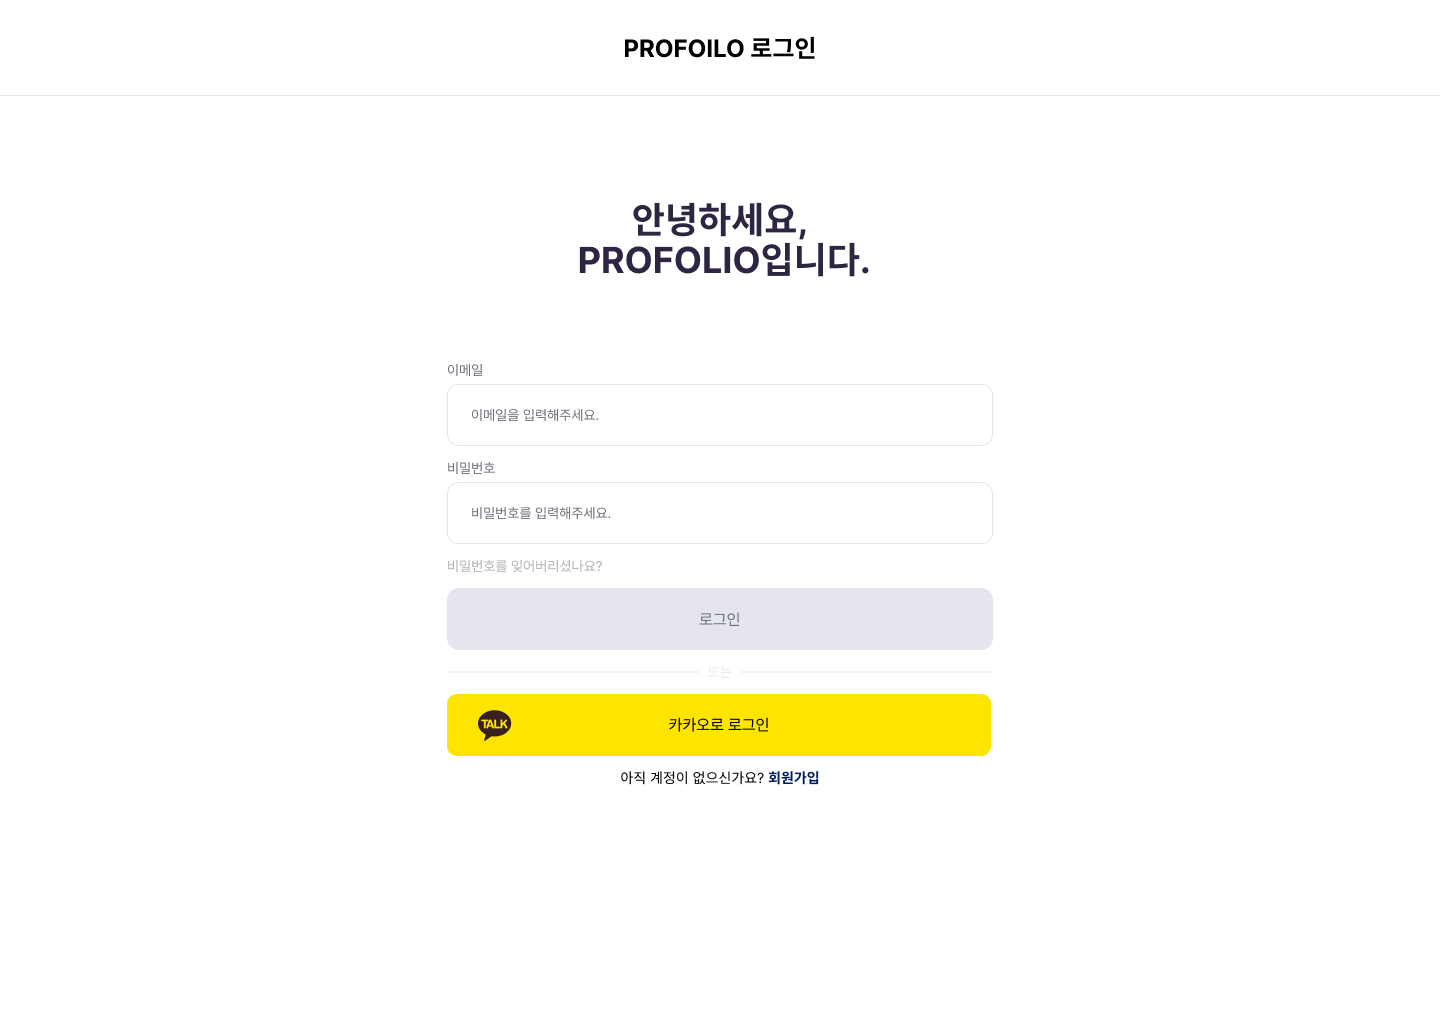 PROFOILO 로그인
안녕하세요,
PROFOLIO입니다.
이메일
이메일을 입력해주세요.
비밀번호
비밀번호를 입력해주세요.
비밀번호를 잊어버리셨나요?
로그인
또는
TALK
카카오로 로그인
아직 계정이 없으신가요? 회원가입